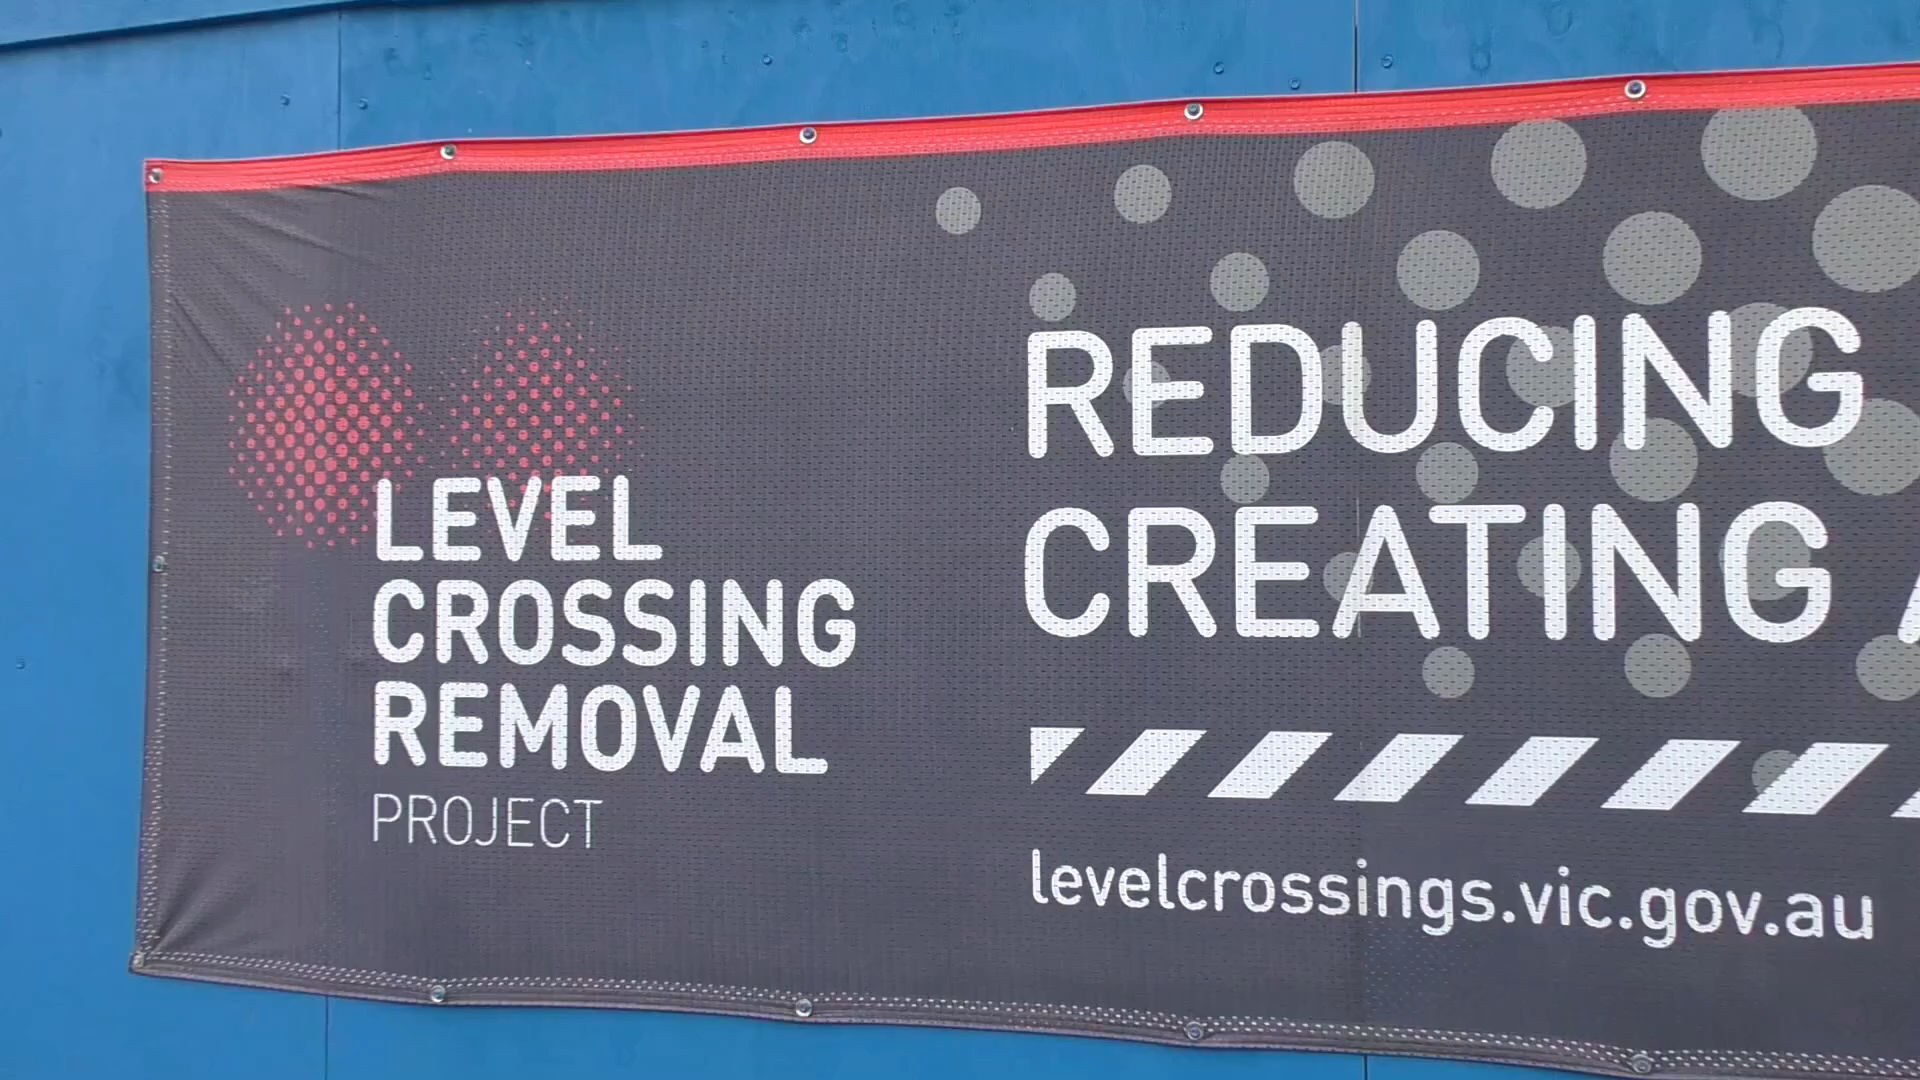 LEVEL
CROSSING
REMOVAL
PROJECT
REDUCING
CREATING
levelcrossings.vic.gov.au